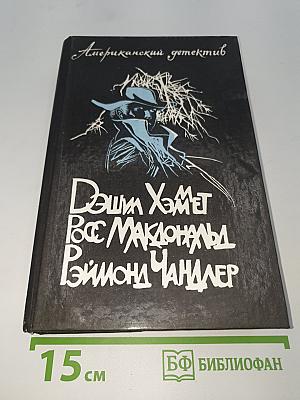 Американский детектив
Дэшил Хэммет
Росс Макдональд
Рэймонд Чандлер
15 см
БФ БИБЛИОФАН